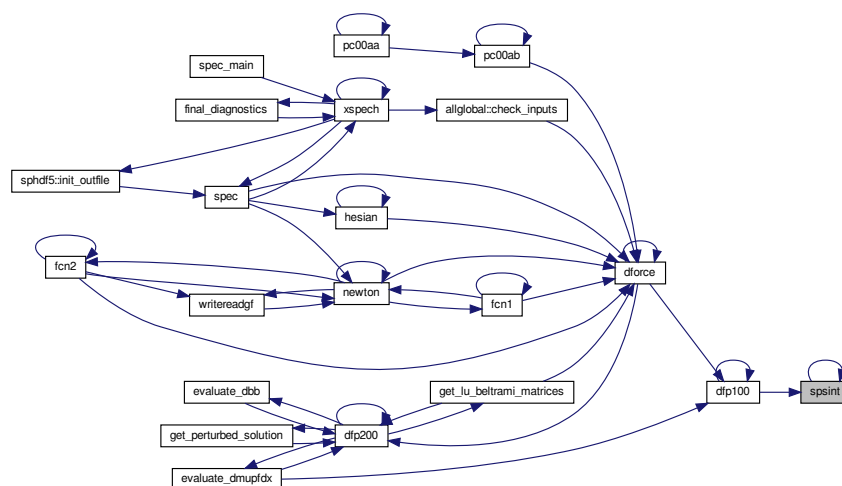 pc00aa
pc00ab
spec_main
final_diagnostics
xspech
allglobal::check_inputs
sphdf5::init_outfile
spec
hesian
fcn2
dforce
newton
writereadgf
fcn1
evaluate_dbb
get_lu_beltrami_matrices
dfp100
spsint
get_perturbed_solution
dfp200
evaluate_dmupfdx